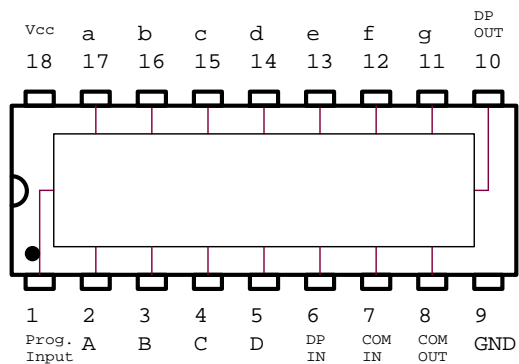 Vcc a b c d e f g DP OUT
18 17 16 15 14 13 12 11 10
1 2 3 4 5 6 7 8 9
Prog. Input A B C D DP IN COM IN COM OUT GND